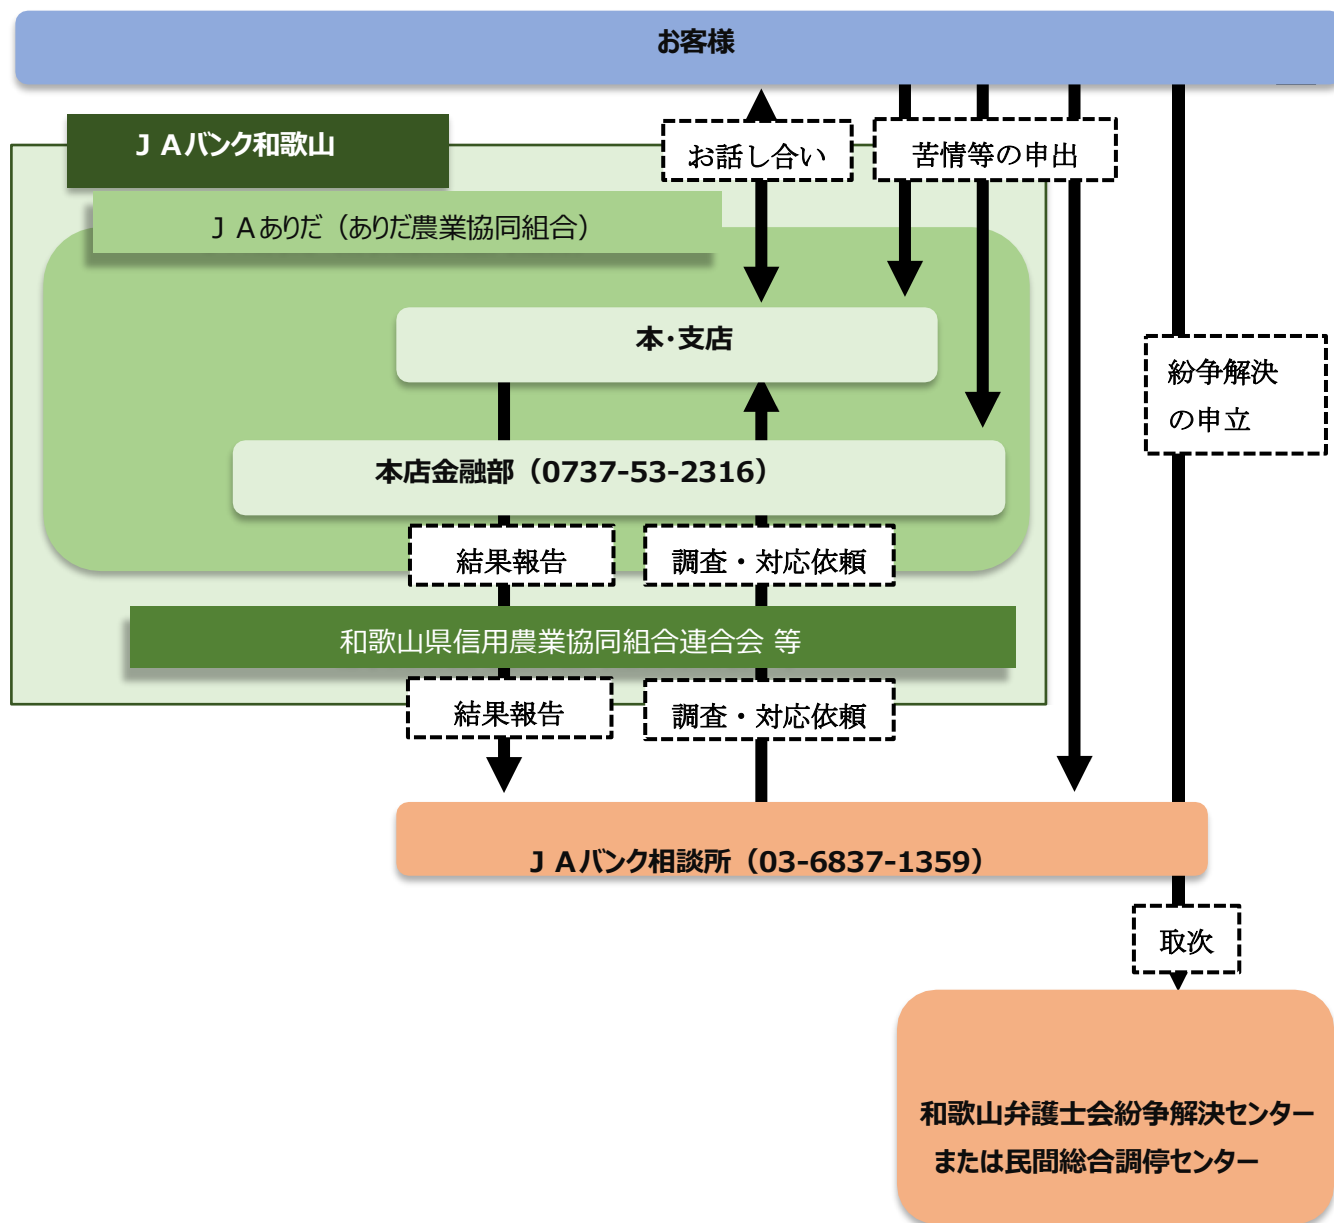 お客様
ＪＡバンク和歌山
お話し合い
苦情等の申出
ＪＡありだ（ありだ農業協同組合）
本・支店
紛争解決
の申立
本店金融部（0737-53-2316）
結果報告
調査・対応依頼
和歌山県信用農業協同組合連合会 等
結果報告
調査・対応依頼
ＪＡバンク相談所（03-6837-1359）
取次
和歌山弁護士会紛争解決センター
または民間総合調停センター